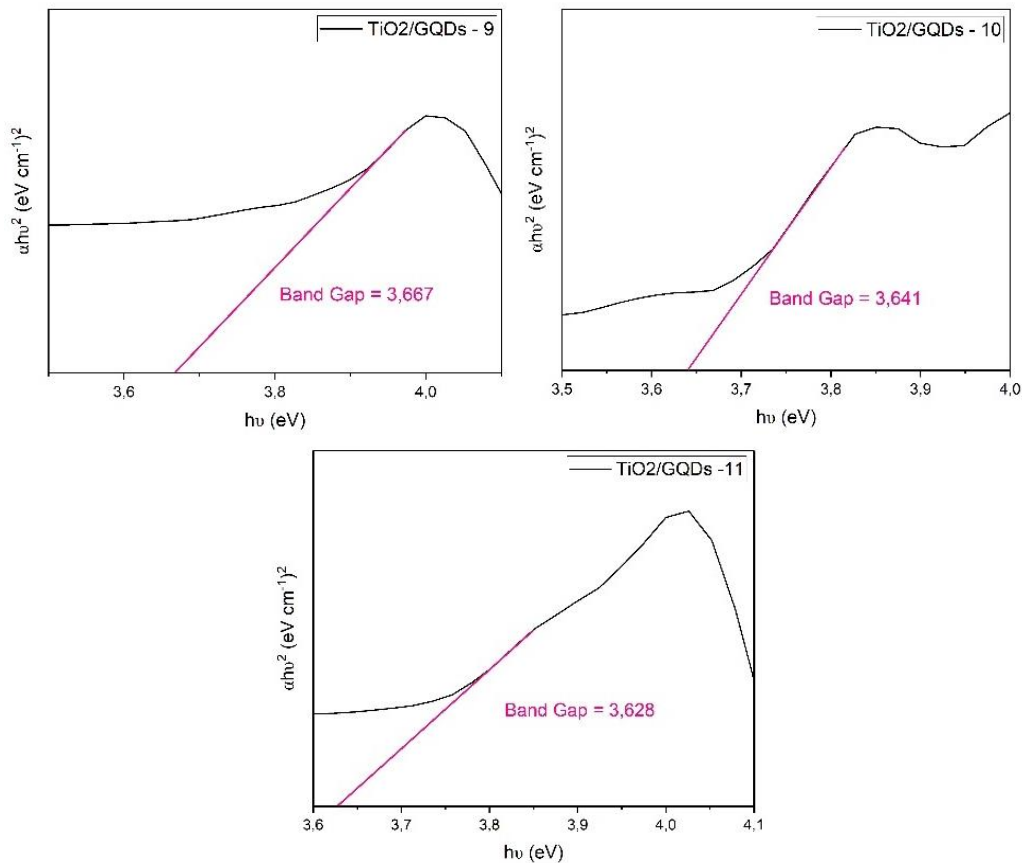 TiO2/GQDs - 9
αhυ² (eV cm⁻¹)²
Band Gap = 3,667
3,6
3,8
4,0
hυ (eV)
TiO2/GQDs - 10
αhυ² (eV cm⁻¹)²
Band Gap = 3,641
3,5
3,6
3,7
3,8
3,9
4,0
hυ (eV)
TiO2/GQDs -11
αhυ² (eV cm⁻¹)²
Band Gap = 3,628
3,6
3,7
3,8
3,9
4,0
4,1
hυ (eV)